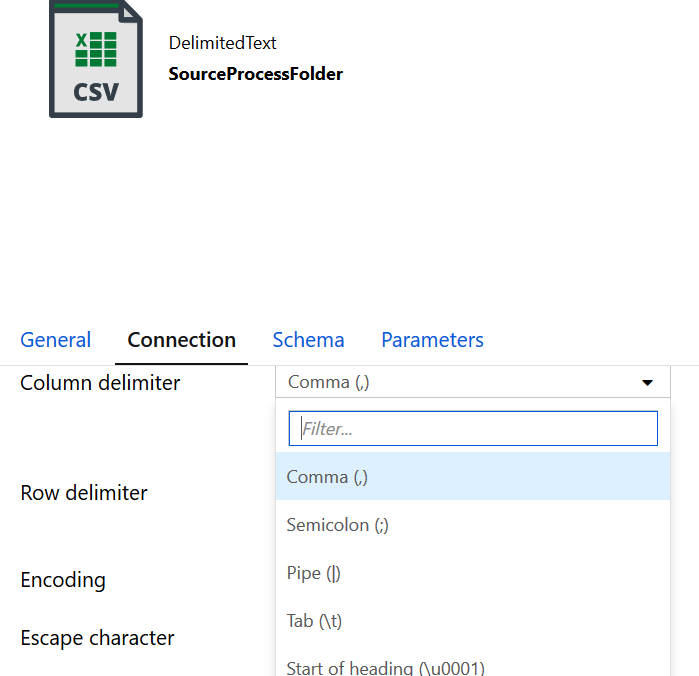 X
CSV
DelimitedText
SourceProcessFolder
General Connection Schema Parameters
Column delimiter
Comma (,)
Filter...
Comma (,)
Row delimiter
Semicolon (;)
Pipe (|)
Encoding
Tab (\t)
Escape character
Start of heading (\u0001)